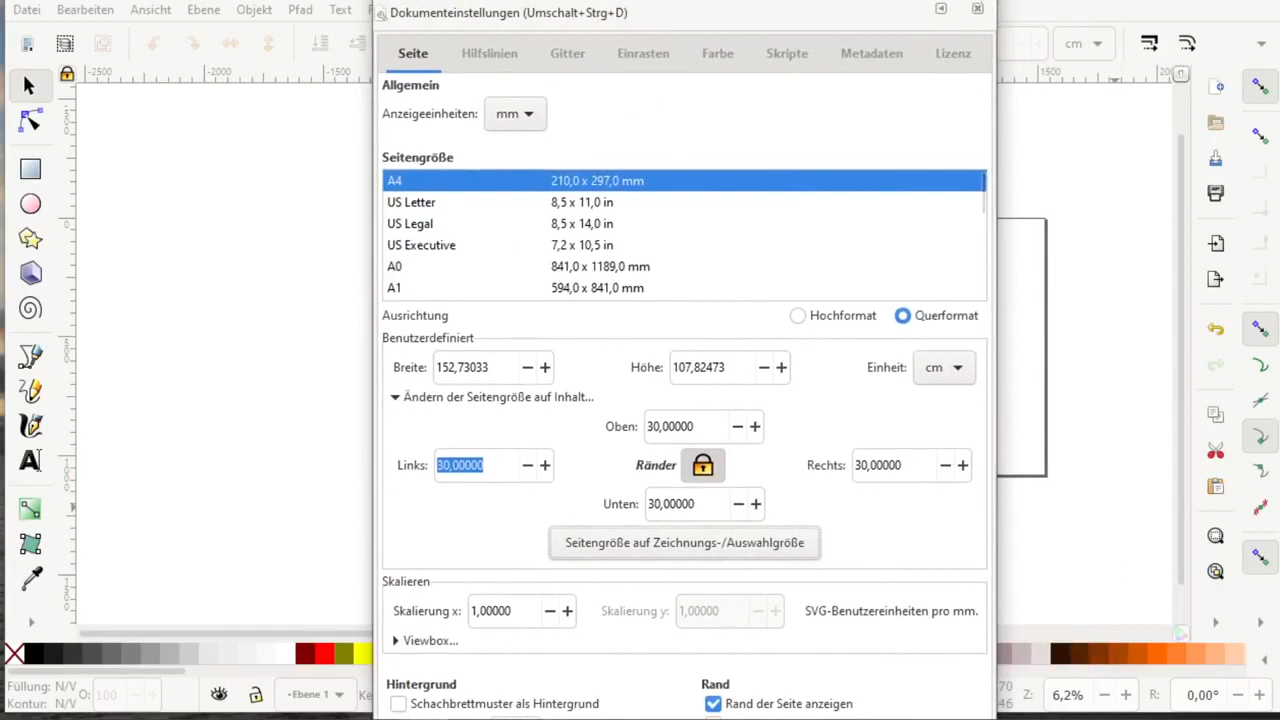 Dokumenteinstellungen (Umschalt+Strg+D)
Datei Bearbeiten Ansicht Ebene Objekt Pfad Text
cm
Seite Hilfslinien Gitter Einrasten Farbe Skripte Metadaten Lizenz
-2500 -2000 -1500 1500
Allgemein
Anzeigeeinheiten: mm
Seitengröße
A4 210,0 x 297,0 mm
US Letter 8,5 x 11,0 in
US Legal 8,5 x 14,0 in
US Executive 7,2 x 10,5 in
A0 841,0 x 1189,0 mm
A1 594,0 x 841,0 mm
Ausrichtung Hochformat Querformat
Benutzerdefiniert
Breite: 152,73033 Höhe: 107,82473 Einheit: cm
Ändern der Seitengröße auf Inhalt...
Oben: 30,00000
Links: 30,00000 Ränder Rechts: 30,00000
Unten: 30,00000
Seitengröße auf Zeichnungs-/Auswahlgröße
Skalieren
Skalierung x: 1,00000 Skalierung y: 1,00000 SVG-Benutzereinheiten pro mm.
Viewbox...
Hintergrund Rand
Schachbrettmuster als Hintergrund Rand der Seite anzeigen
Füllung: N/V
Kontur: N/V
O: 100
Ebene 1
Z: 6,2% R: 0,00°